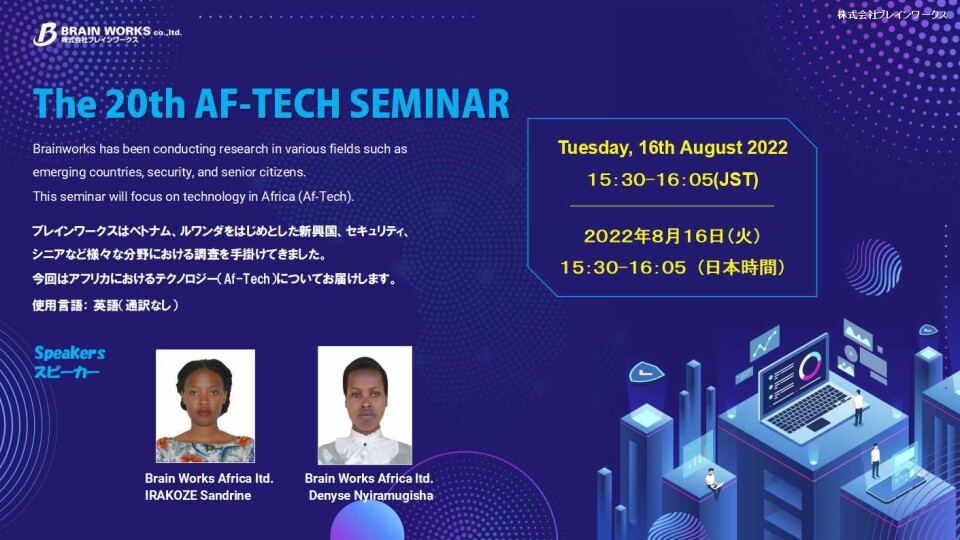 株式会社ブレインワークス
BRAIN WORKS co.,ltd.
株式会社ブレインワークス
The 20th AF-TECH SEMINAR
Brainworks has been conducting research in various fields such as
emerging countries, security, and senior citizens.
This seminar will focus on technology in Africa (Af-Tech).
ブレインワークスはベトナム、ルワンダをはじめとした新興国、セキュリティ、
シニアなど様々な分野における調査を手掛けてきました。
今回はアフリカにおけるテクノロジー(Af-Tech)についてお届けします。
使用言語: 英語(通訳なし)
Tuesday, 16th August 2022
15:30-16:05(JST)
2022年8月16日(火)
15:30-16:05(日本時間)
Speakers
スピーカー
Brain Works Africa ltd.
IRAKOZE Sandrine
Brain Works Africa ltd.
Denyse Nyiramugisha